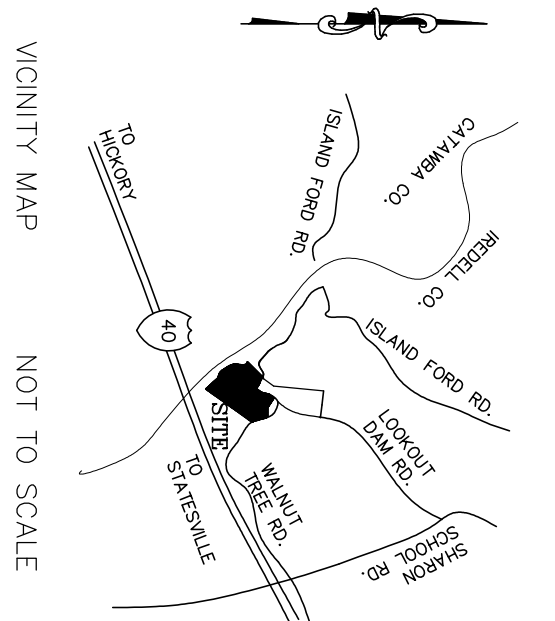 VICINITY MAP
NOT TO SCALE
TO
HICKORY
ISLAND FORD RD.
CATAWBA CO.
IREDELL CO.
40
ISLAND FORD RD.
SITE
LOOKOUT
DAM RD.
TO
STATESVILLE
WALNUT
TREE RD.
SHARON
SCHOOL RD.